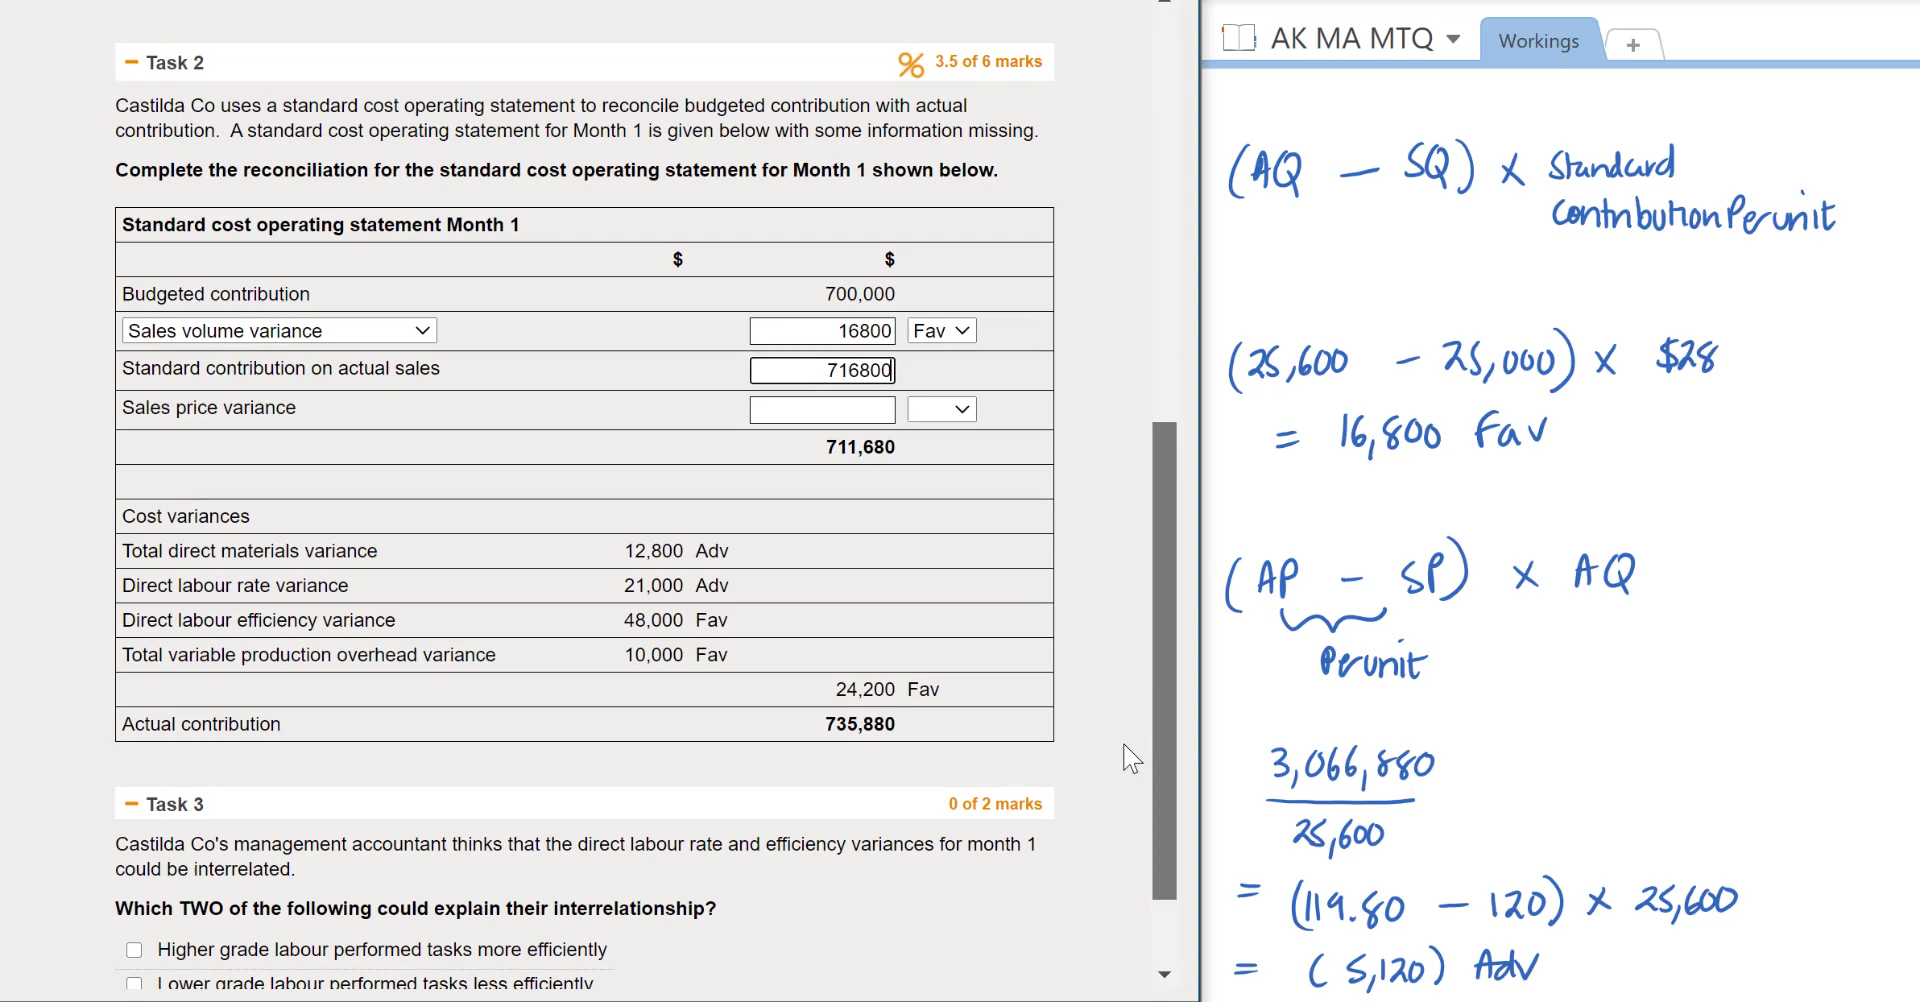 Task 2
3.5 of 6 marks
Castilda Co uses a standard cost operating statement to reconcile budgeted contribution with actual
contribution. A standard cost operating statement for Month 1 is given below with some information missing.
Complete the reconciliation for the standard cost operating statement for Month 1 shown below.
Standard cost operating statement Month 1
$ $
Budgeted contribution 700,000
Sales volume variance 16800 Fav
Standard contribution on actual sales 716800
Sales price variance
711,680
Cost variances
Total direct materials variance 12,800 Adv
Direct labour rate variance 21,000 Adv
Direct labour efficiency variance 48,000 Fav
Total variable production overhead variance 10,000 Fav
24,200 Fav
Actual contribution 735,880
Task 3
0 of 2 marks
Castilda Co's management accountant thinks that the direct labour rate and efficiency variances for month 1
could be interrelated.
Which TWO of the following could explain their interrelationship?
Higher grade labour performed tasks more efficiently
Lower grade labour performed tasks less efficiently
AK MA MTQ
Workings
+
(AQ – SQ) × Standard
Contribution Per unit
(25,600 – 25,000) × $28
= 16,800 Fav
(AP – SP) × AQ
Per unit
3,066,880
25,600
= (119.80 – 120) × 25,600
= (5,120) Adv